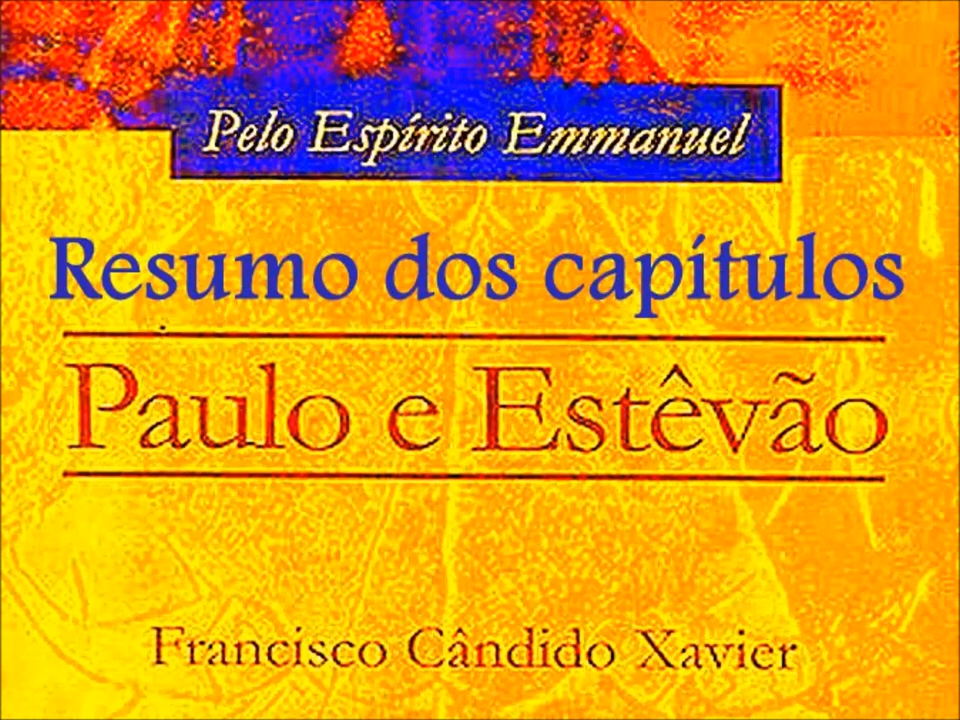 Pelo Espírito Emmanuel
Resumo dos capítulos
Paulo e Estêvão
Francisco Cândido Xavier